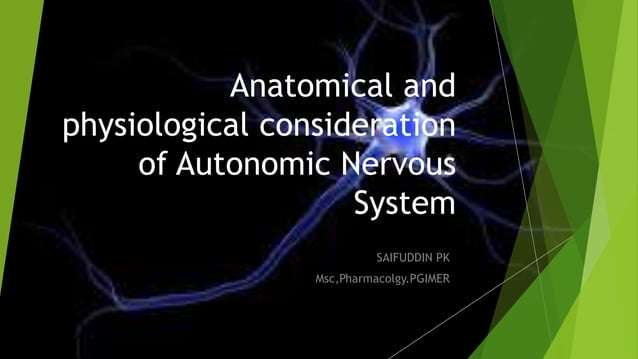 Anatomical and
physiological consideration
of Autonomic Nervous
System
SAIFUDDIN PK
Msc,Pharmacolgy.PGIMER